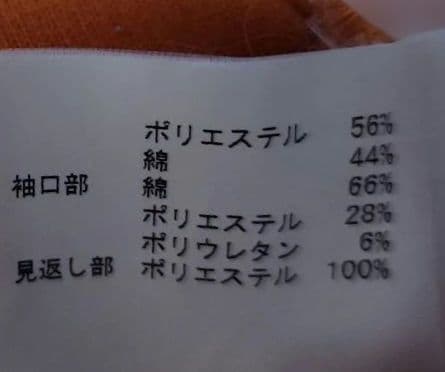 ポリエステル 56%
綿 44%
袖口部 綿 66%
ポリエステル 28%
ポリウレタン 6%
見返し部 ポリエステル 100%